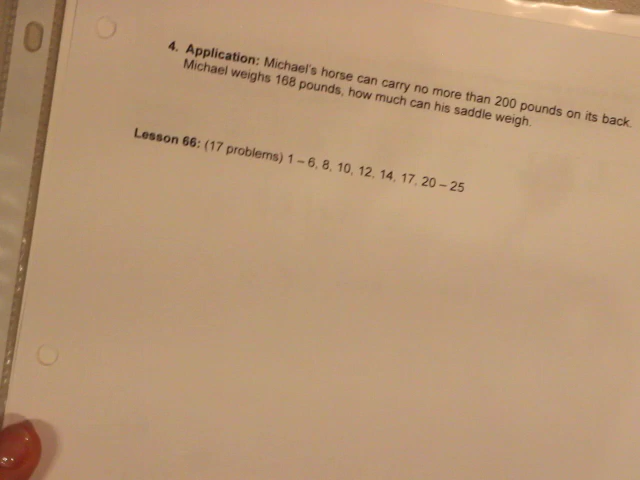 4. Application: Michael's horse can carry no more than 200 pounds on its back.
Michael weighs 168 pounds, how much can his saddle weigh.
Lesson 66: (17 problems) 1 – 6, 8, 10, 12, 14, 17, 20 – 25